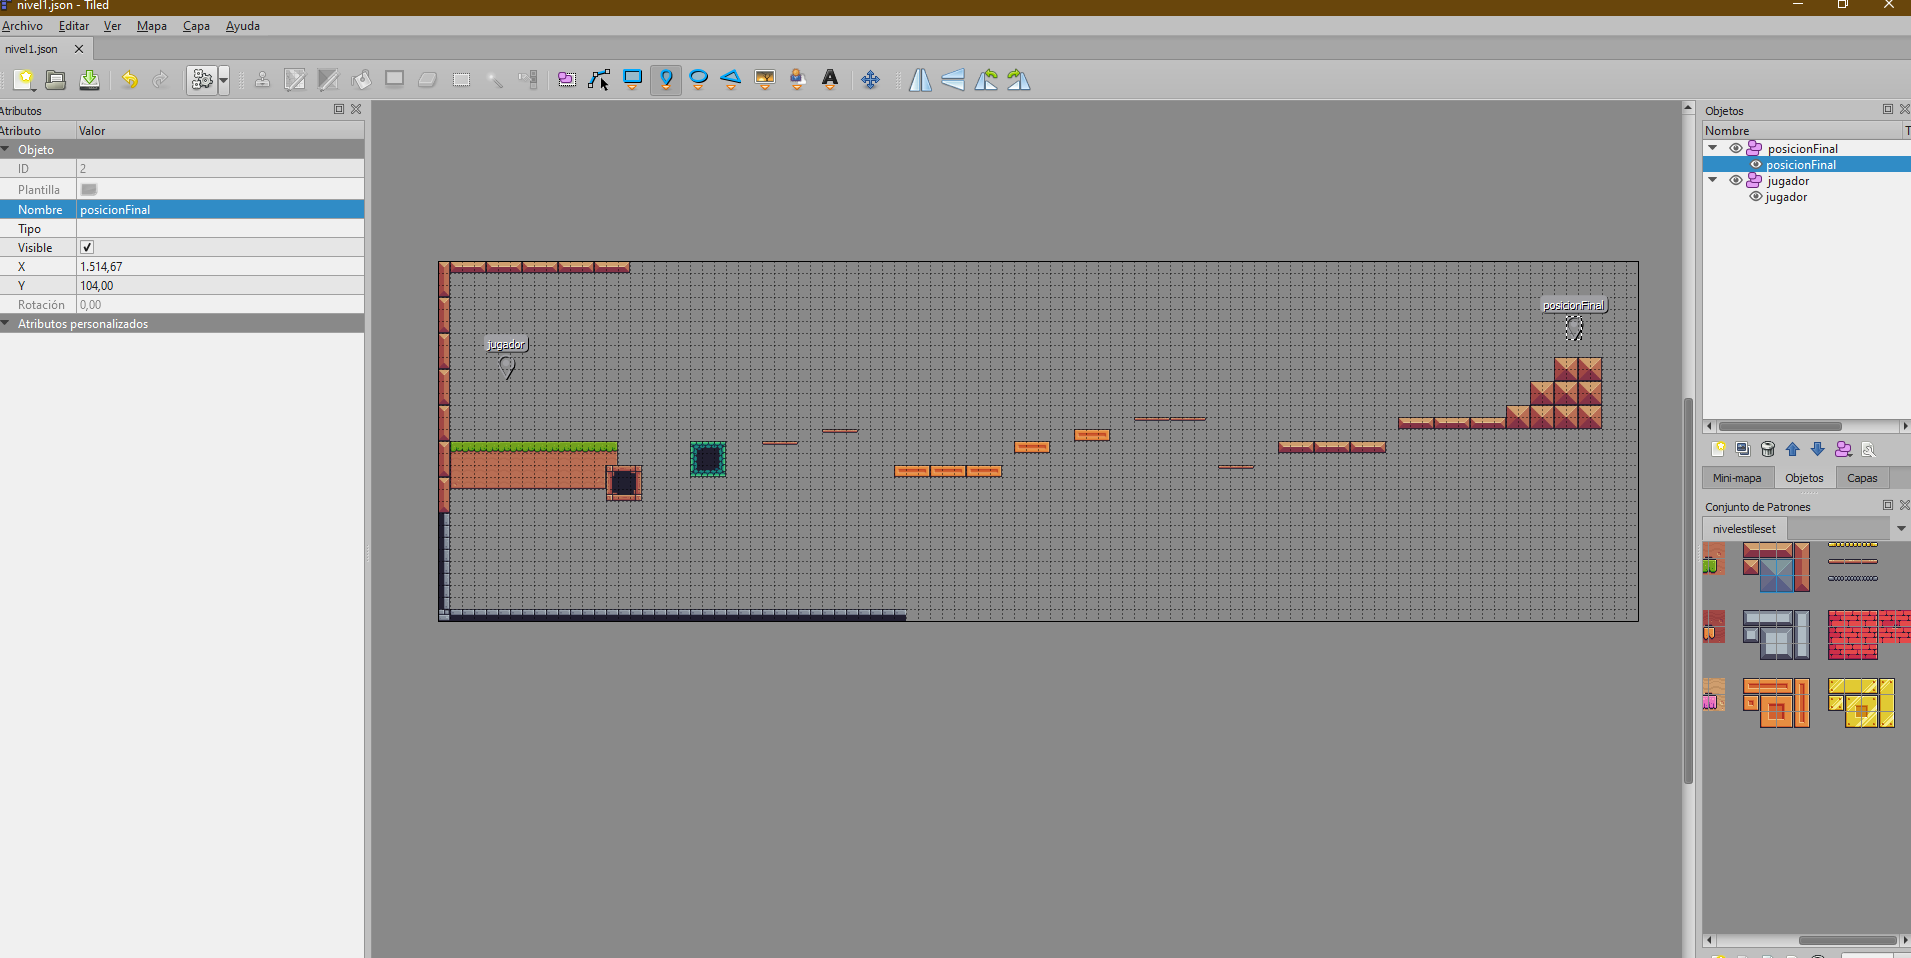 nivel1.json - Tiled
Archivo Editar Ver Mapa Capa Ayuda
nivel1.json
Atributos
Atributo Valor
Objeto
ID 2
Plantilla
Nombre posicionFinal
Tipo
Visible
X 1.514,67
Y 104,00
Rotación 0,00
Atributos personalizados
jugador
posicionFinal
Objetos
Nombre T
posicionFinal
posicionFinal
jugador
jugador
Mini-mapa Objetos Capas
Conjunto de Patrones
nivelestileset